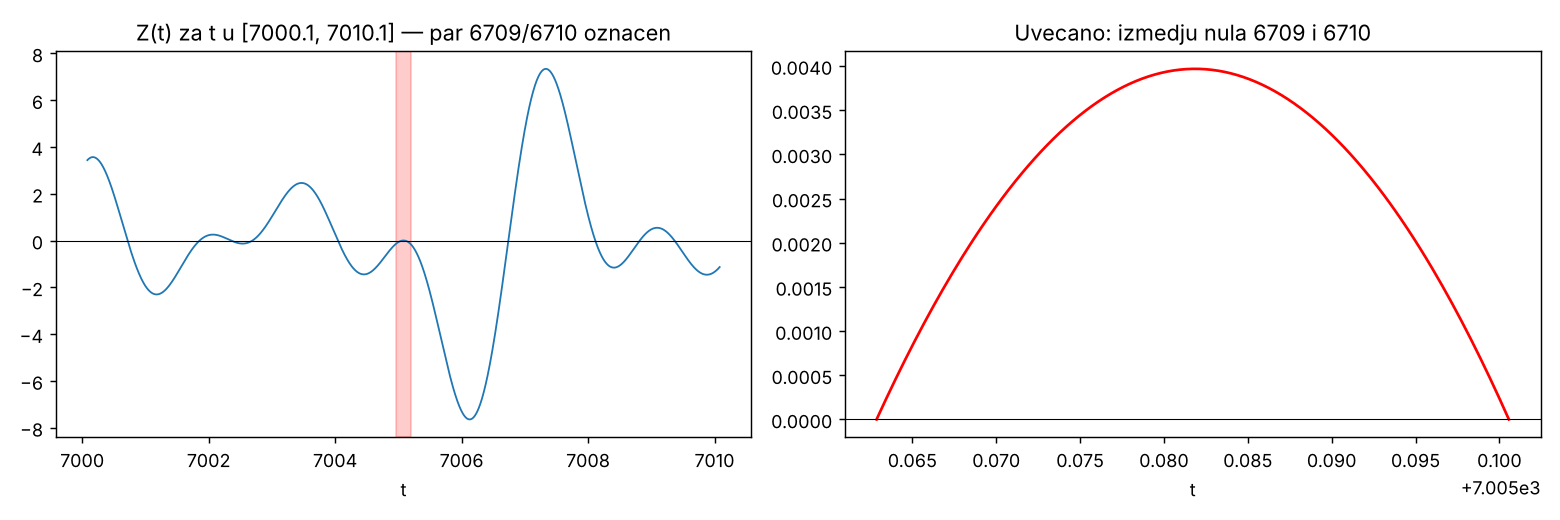 Z(t) za t u [7000.1, 7010.1] — par 6709/6710 oznacen
8
6
4
2
0
−2
−4
−6
−8
7000 7002 7004 7006 7008 7010
t
Uvecano: izmedju nula 6709 i 6710
0.0040
0.0035
0.0030
0.0025
0.0020
0.0015
0.0010
0.0005
0.0000
0.065 0.070 0.075 0.080 0.085 0.090 0.095 0.100
t
+7.005e3